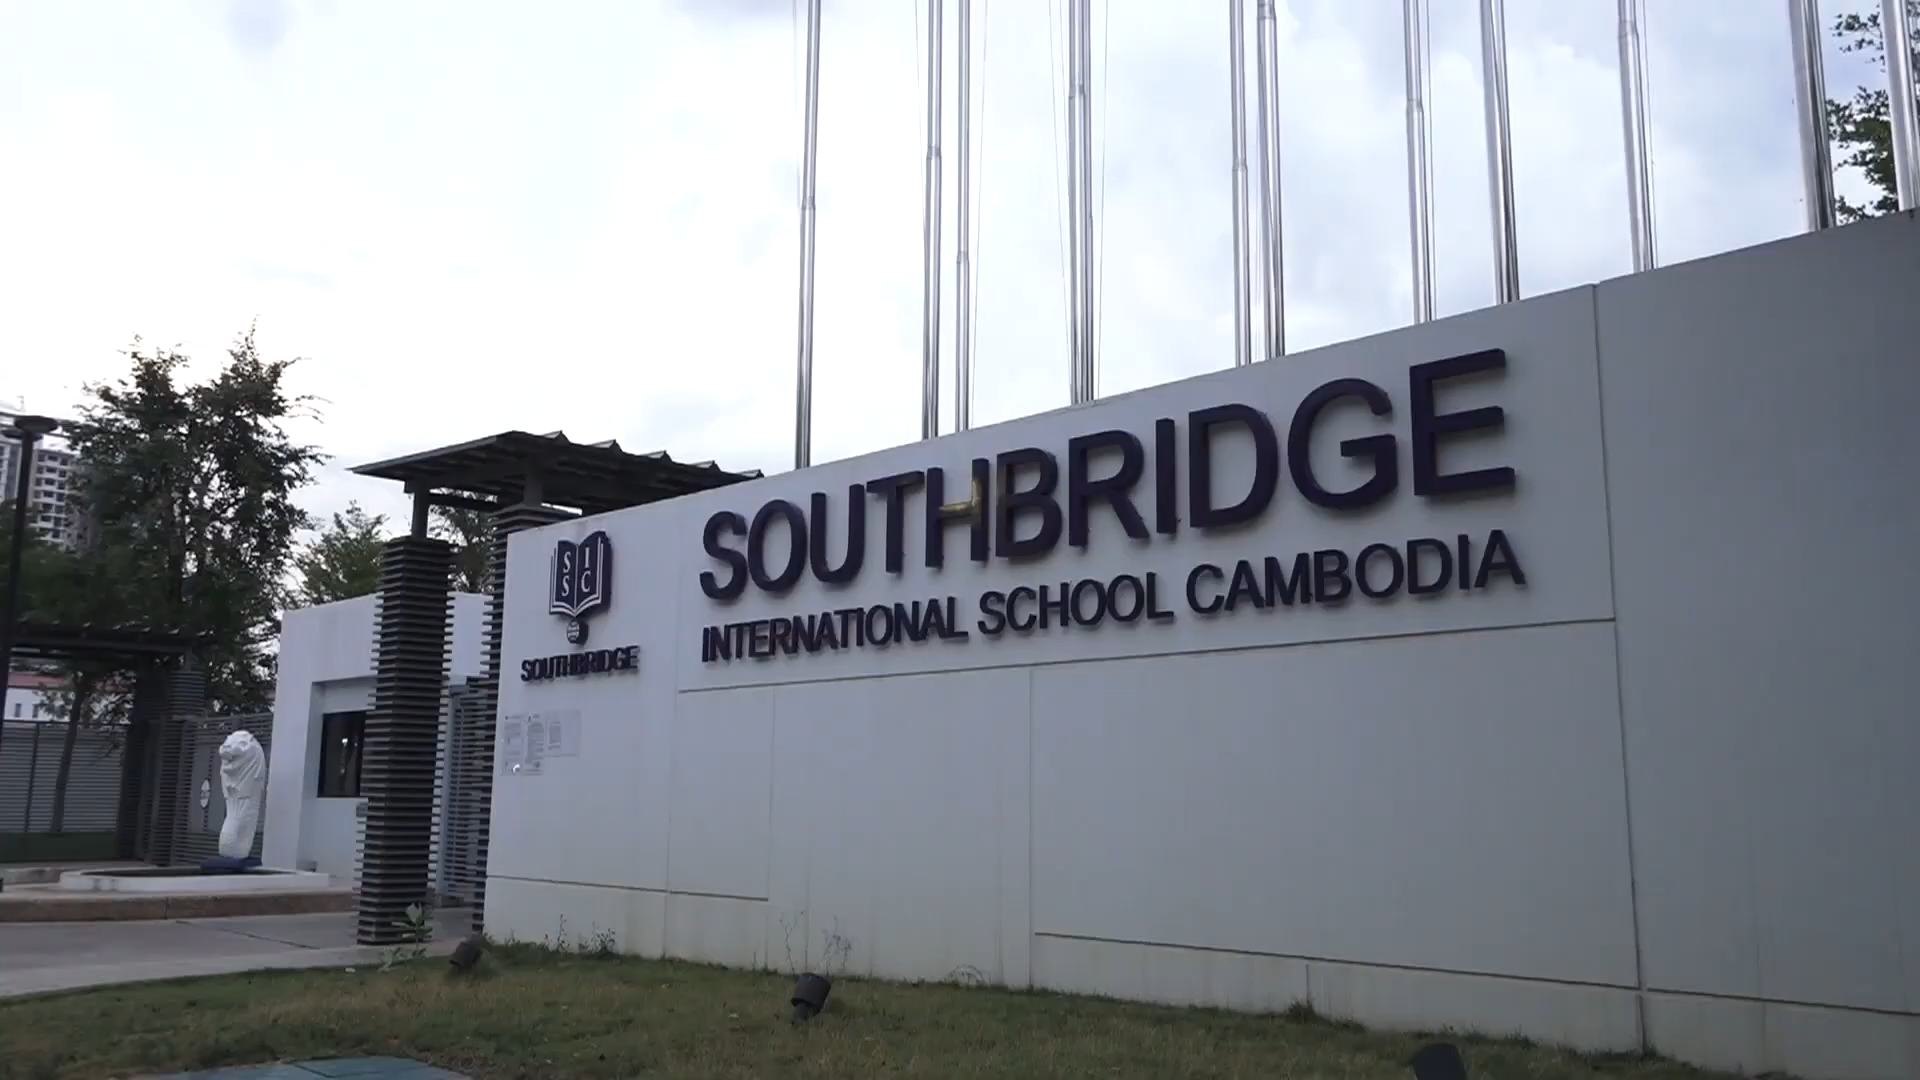 SOUTHBRIDGE
INTERNATIONAL SCHOOL CAMBODIA
S I
S C
SOUTHBRIDGE